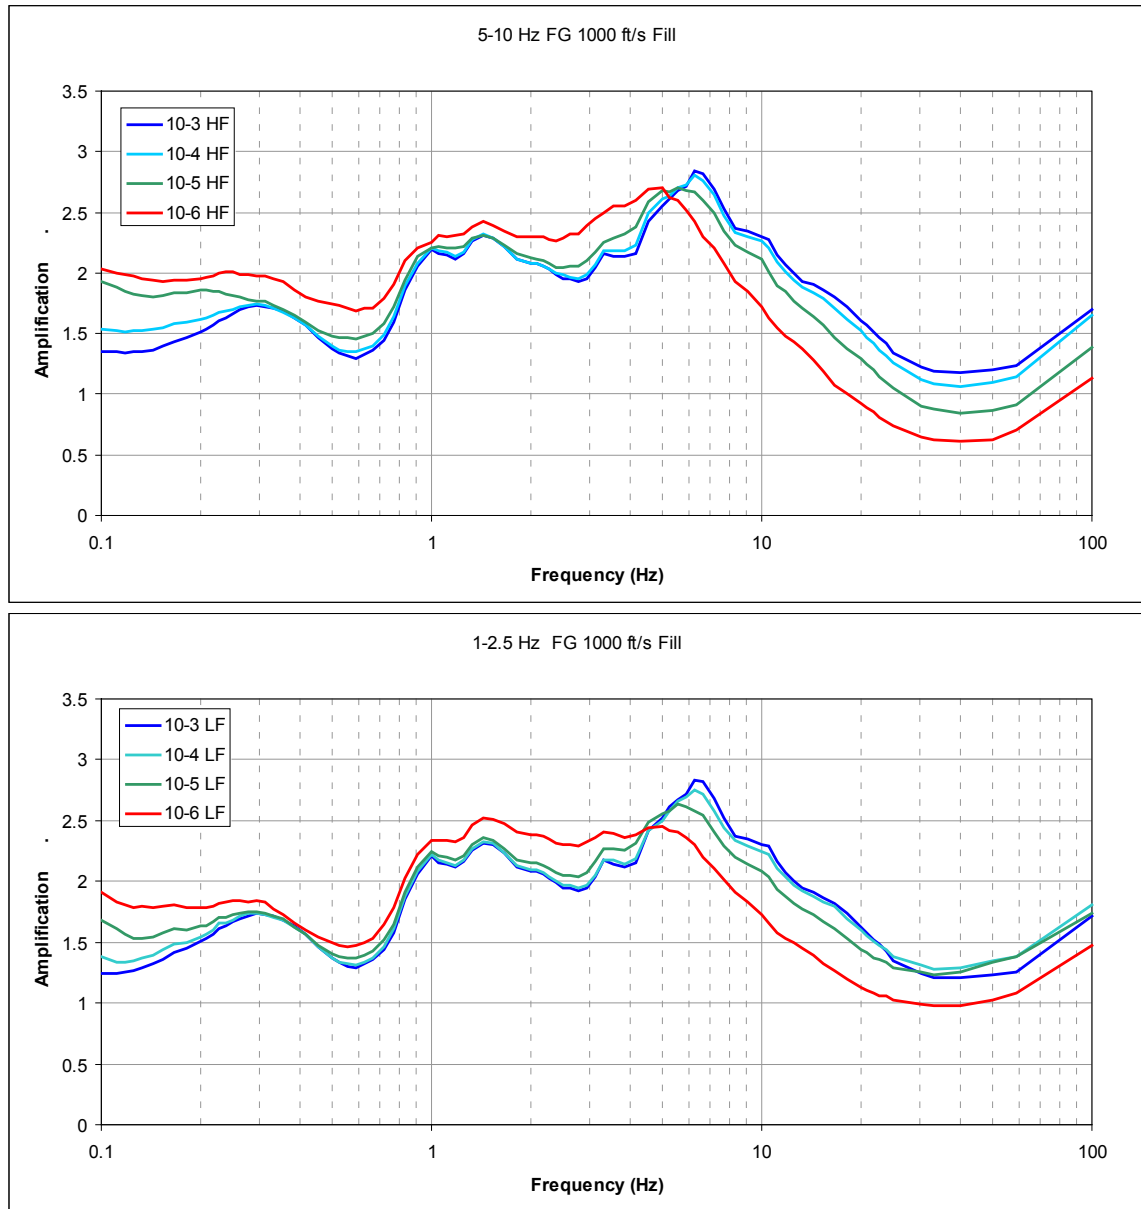 5-10 Hz FG 1000 ft/s Fill
3.5
3
2.5
2
1.5
1
0.5
0
10-3 HF
10-4 HF
10-5 HF
10-6 HF
Amplification
.
0.1 1 10 100
Frequency (Hz)
1-2.5 Hz  FG 1000 ft/s Fill
3.5
3
2.5
2
1.5
1
0.5
0
10-3 LF
10-4 LF
10-5 LF
10-6 LF
Amplification
.
0.1 1 10 100
Frequency (Hz)